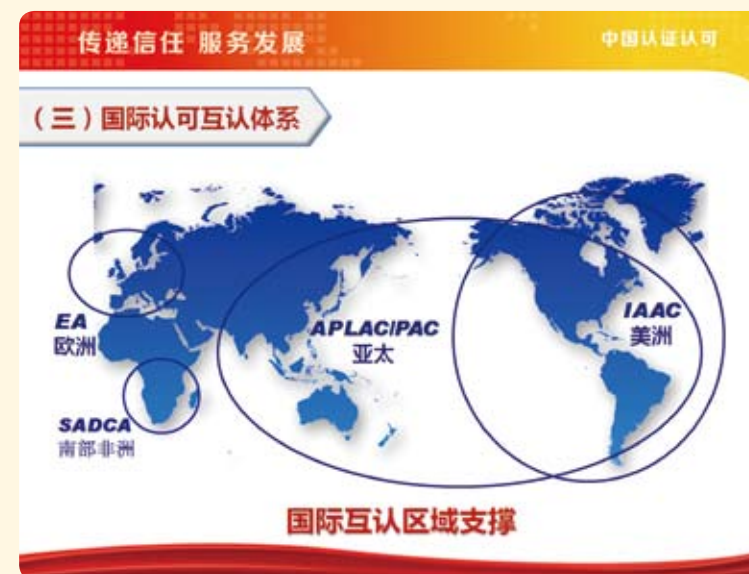 传递信任 服务发展
中国认证认可
（三）国际认可互认体系
EA
欧洲
APLAC/PAC
亚太
IAAC
美洲
SADCA
南部非洲
国际互认区域支撑